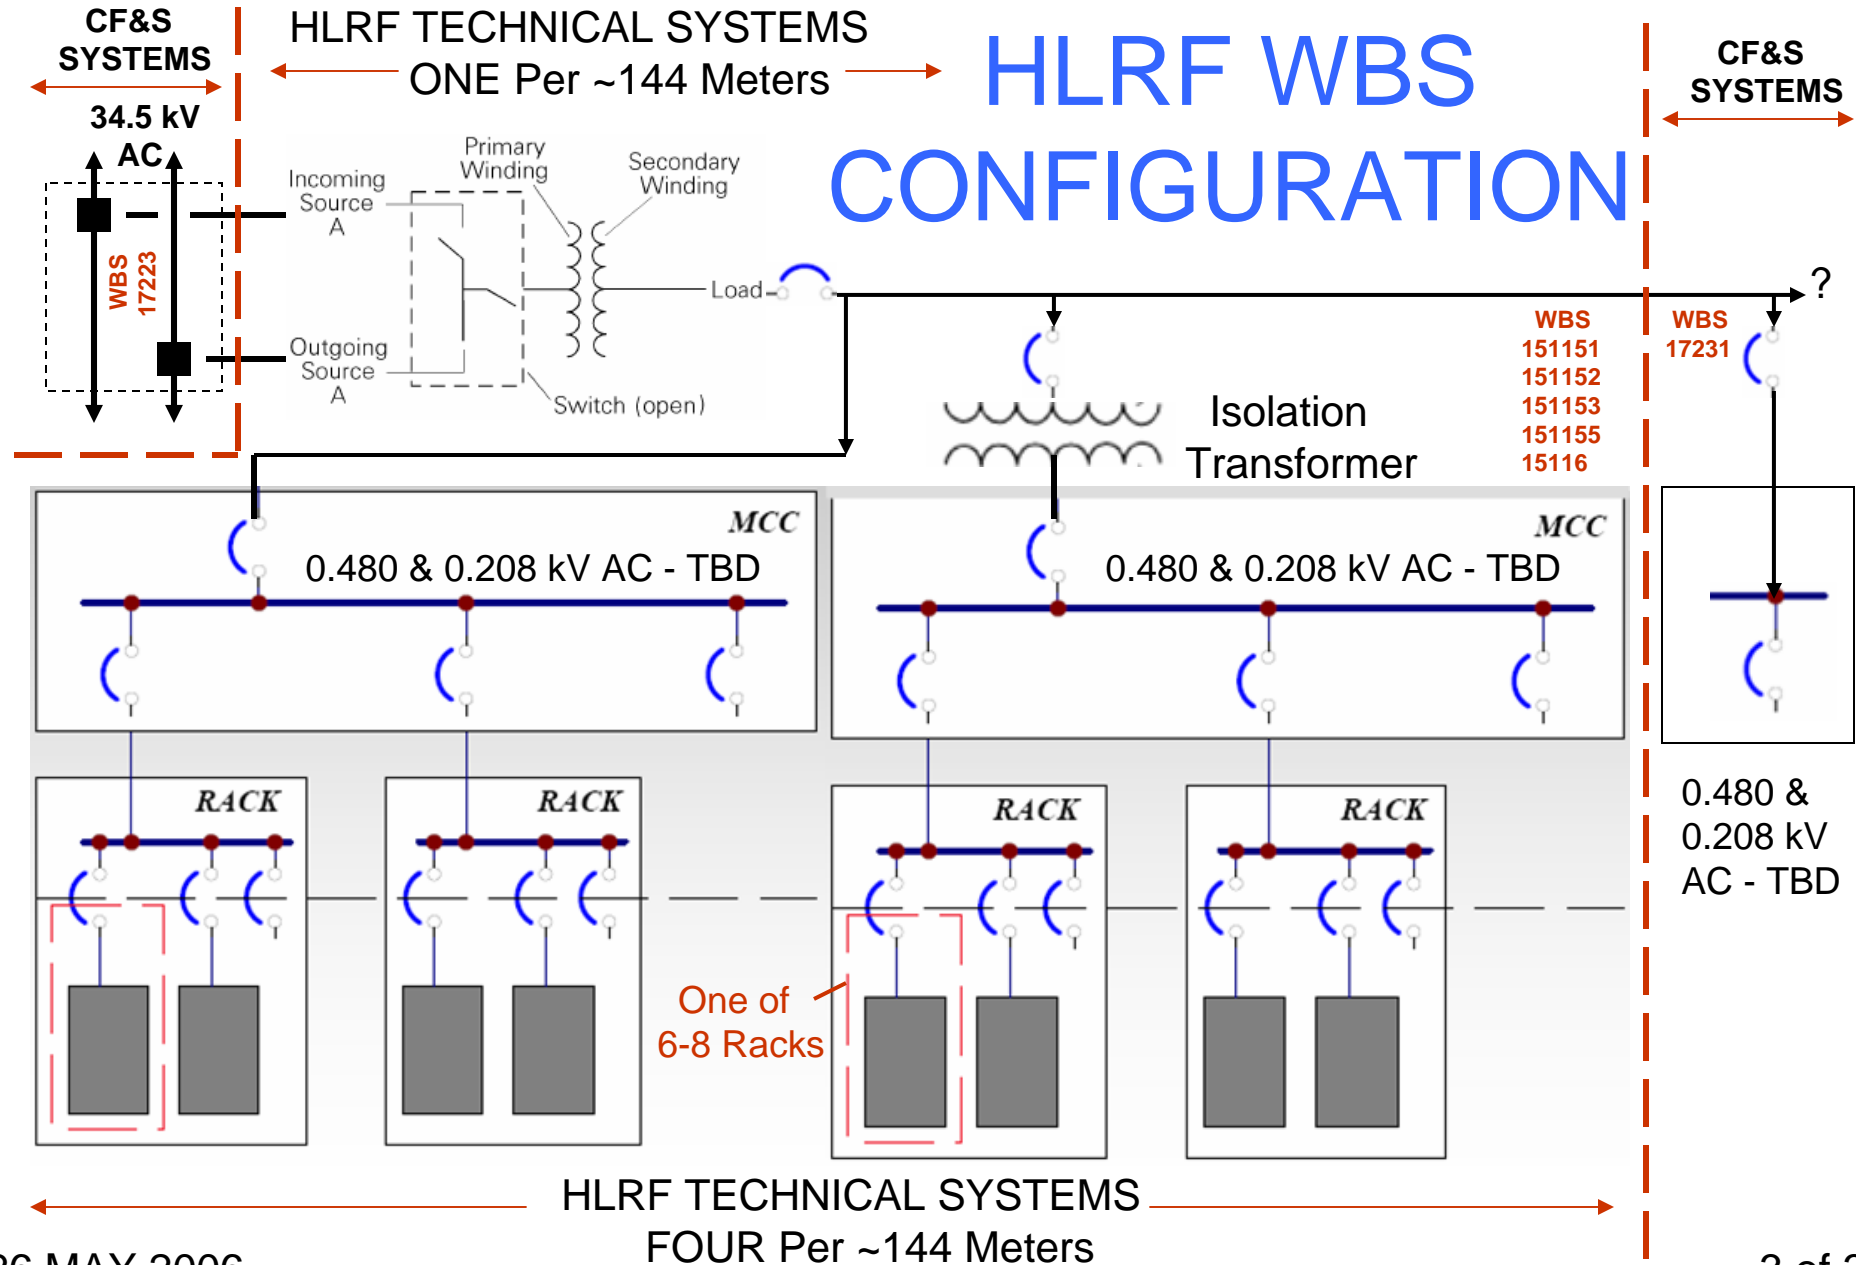 CF&S
SYSTEMS
HLRF TECHNICAL SYSTEMS
ONE Per ~144 Meters
HLRF WBS
CONFIGURATION
CF&S
SYSTEMS
34.5 kV
AC
WBS
17223
Incoming
Source
A
Primary
Winding
Secondary
Winding
Load
Outgoing
Source
A
Switch (open)
?
WBS
151151
151152
151153
151155
15116
WBS
17231
Isolation
Transformer
MCC
0.480 & 0.208 kV AC - TBD
MCC
0.480 & 0.208 kV AC - TBD
RACK
RACK
RACK
RACK
0.480 &
0.208 kV
AC - TBD
One of
6-8 Racks
HLRF TECHNICAL SYSTEMS
FOUR Per ~144 Meters
MAY 2006
of